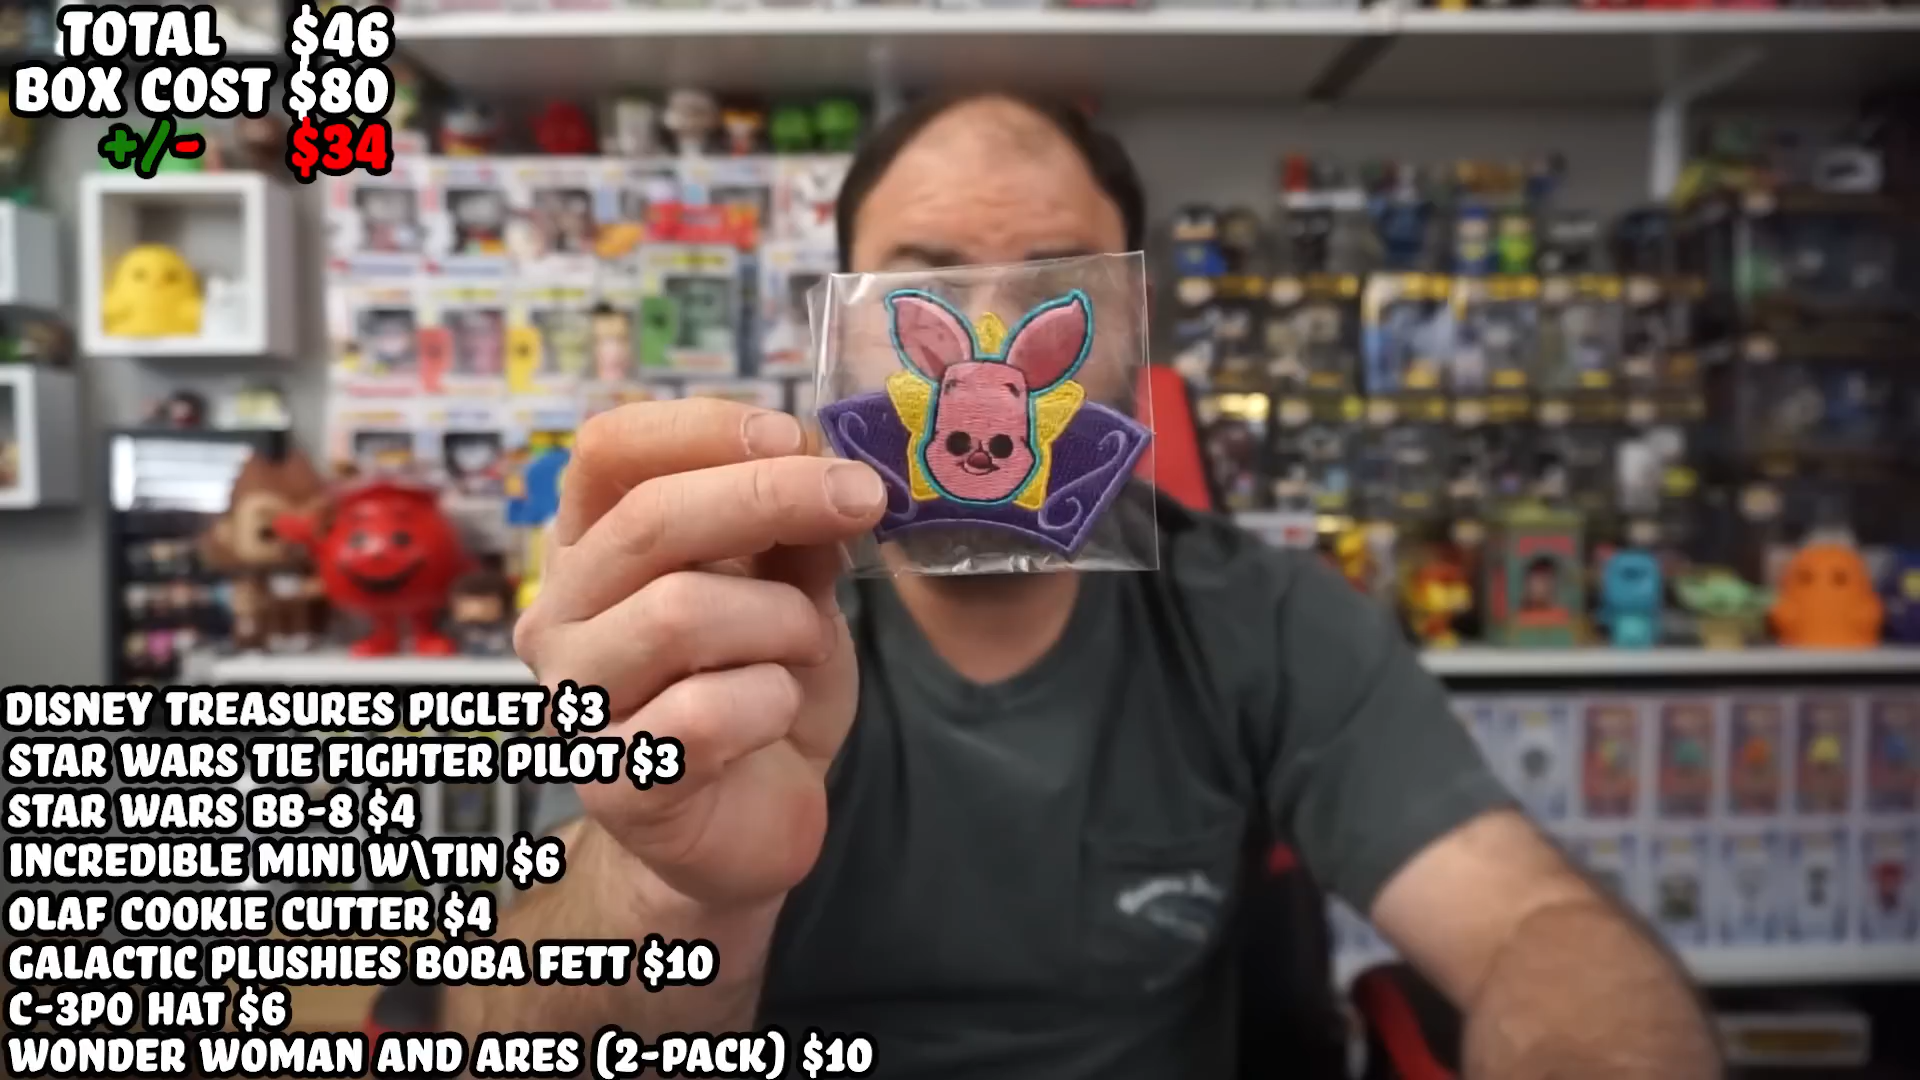 TOTAL $46
BOX COST $80
+/- $34
DISNEY TREASURES PIGLET $3
STAR WARS TIE FIGHTER PILOT $3
STAR WARS BB-8 $4
INCREDIBLE MINI W\TIN $6
OLAF COOKIE CUTTER $4
GALACTIC PLUSHIES BOBA FETT $10
C-3PO HAT $6
WONDER WOMAN AND ARES (2-PACK) $10